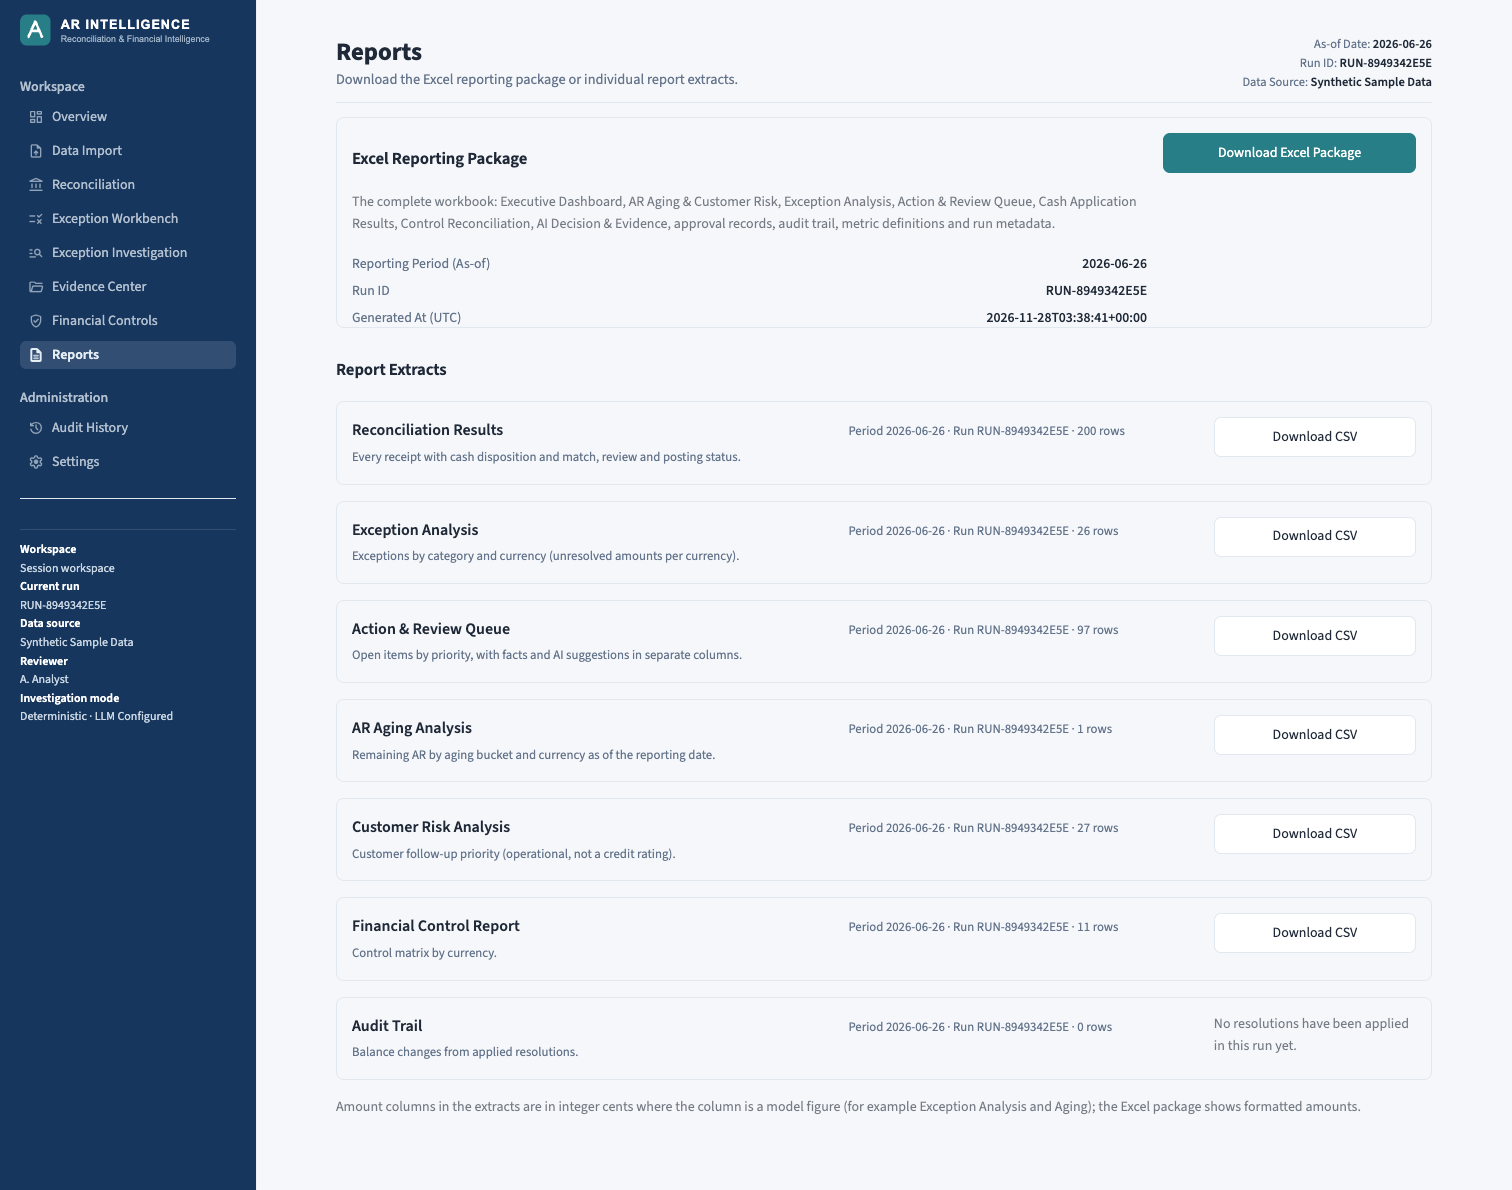 A
AR INTELLIGENCE
Reconciliation & Financial Intelligence
Workspace
Overview
Data Import
Reconciliation
Exception Workbench
Exception Investigation
Evidence Center
Financial Controls
Reports
Administration
Audit History
Settings
Workspace
Session workspace
Current run
RUN-8949342E5E
Data source
Synthetic Sample Data
Reviewer
A. Analyst
Investigation mode
Deterministic · LLM Configured
Reports
Download the Excel reporting package or individual report extracts.
As-of Date: 2026-06-26
Run ID: RUN-8949342E5E
Data Source: Synthetic Sample Data
Excel Reporting Package
Download Excel Package
The complete workbook: Executive Dashboard, AR Aging & Customer Risk, Exception Analysis, Action & Review Queue, Cash Application
Results, Control Reconciliation, AI Decision & Evidence, approval records, audit trail, metric definitions and run metadata.
Reporting Period (As-of) 2026-06-26
Run ID RUN-8949342E5E
Generated At (UTC) 2026-11-28T03:38:41+00:00
Report Extracts
Reconciliation Results
Period 2026-06-26 · Run RUN-8949342E5E · 200 rows
Download CSV
Every receipt with cash disposition and match, review and posting status.
Exception Analysis
Period 2026-06-26 · Run RUN-8949342E5E · 26 rows
Download CSV
Exceptions by category and currency (unresolved amounts per currency).
Action & Review Queue
Period 2026-06-26 · Run RUN-8949342E5E · 97 rows
Download CSV
Open items by priority, with facts and AI suggestions in separate columns.
AR Aging Analysis
Period 2026-06-26 · Run RUN-8949342E5E · 1 rows
Download CSV
Remaining AR by aging bucket and currency as of the reporting date.
Customer Risk Analysis
Period 2026-06-26 · Run RUN-8949342E5E · 27 rows
Download CSV
Customer follow-up priority (operational, not a credit rating).
Financial Control Report
Period 2026-06-26 · Run RUN-8949342E5E · 11 rows
Download CSV
Control matrix by currency.
Audit Trail
Period 2026-06-26 · Run RUN-8949342E5E · 0 rows
No resolutions have been applied
in this run yet.
Balance changes from applied resolutions.
Amount columns in the extracts are in integer cents where the column is a model figure (for example Exception Analysis and Aging); the Excel package shows formatted amounts.